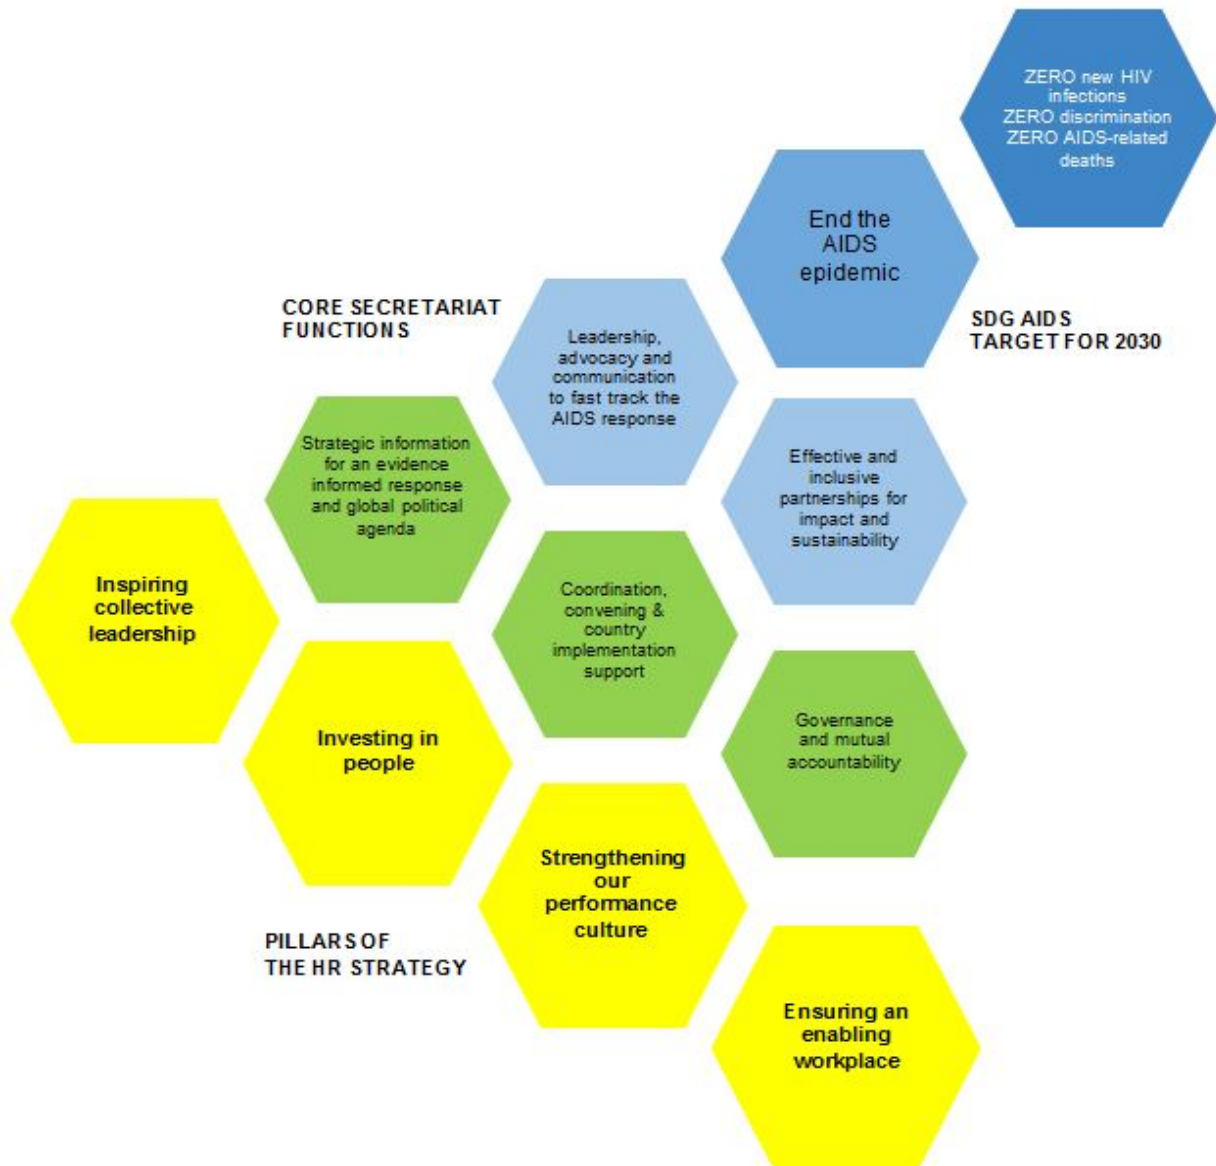 ZERO new HIV
infections
ZERO discrimination
ZERO AIDS-related
deaths
End the
AIDS
epidemic
SDG AIDS
TARGET FOR 2030
CORE SECRETARIAT
FUNCTIONS
Leadership,
advocacy and
communication
to fast track the
AIDS response
Effective and
inclusive
partnerships for
impact and
sustainability
Strategic information
for an evidence
informed response
and global political
agenda
Coordination,
convening &
country
implementation
support
Governance
and mutual
accountability
Inspiring
collective
leadership
Investing in
people
Strengthening
our
performance
culture
Ensuring an
enabling
workplace
PILLARS OF
THE HR STRATEGY